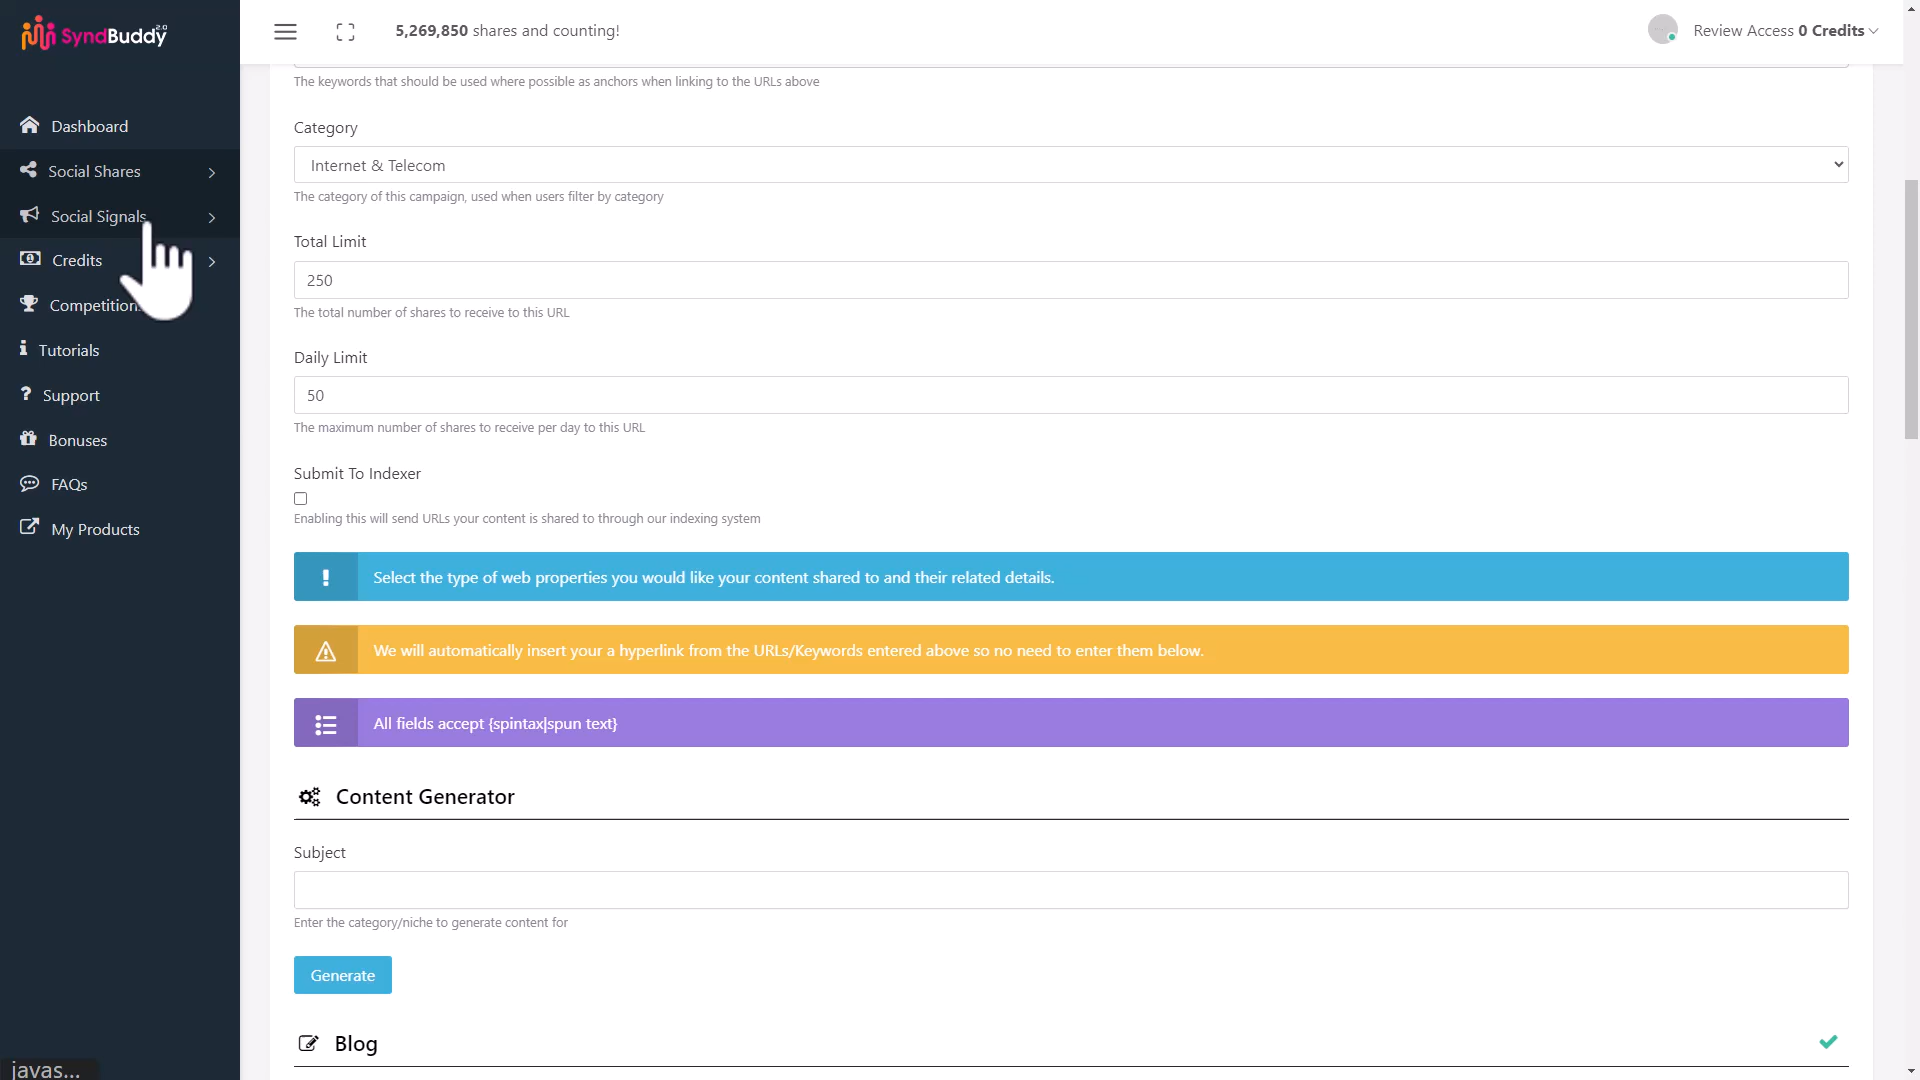 SyndBuddy 2.0
5,269,850 shares and counting!
Review Access 0 Credits
Dashboard
Social Shares
Social Signals
Credits
Competition
Tutorials
Support
Bonuses
FAQs
My Products
The keywords that should be used where possible as anchors when linking to the URLs above
Category
Internet & Telecom
The category of this campaign, used when users filter by category
Total Limit
250
The total number of shares to receive to this URL
Daily Limit
50
The maximum number of shares to receive per day to this URL
Submit To Indexer
Enabling this will send URLs your content is shared to through our indexing system
Select the type of web properties you would like your content shared to and their related details.
We will automatically insert your a hyperlink from the URLs/Keywords entered above so no need to enter them below.
All fields accept {spintax|spun text}
Content Generator
Subject
Enter the category/niche to generate content for
Generate
Blog
javas...